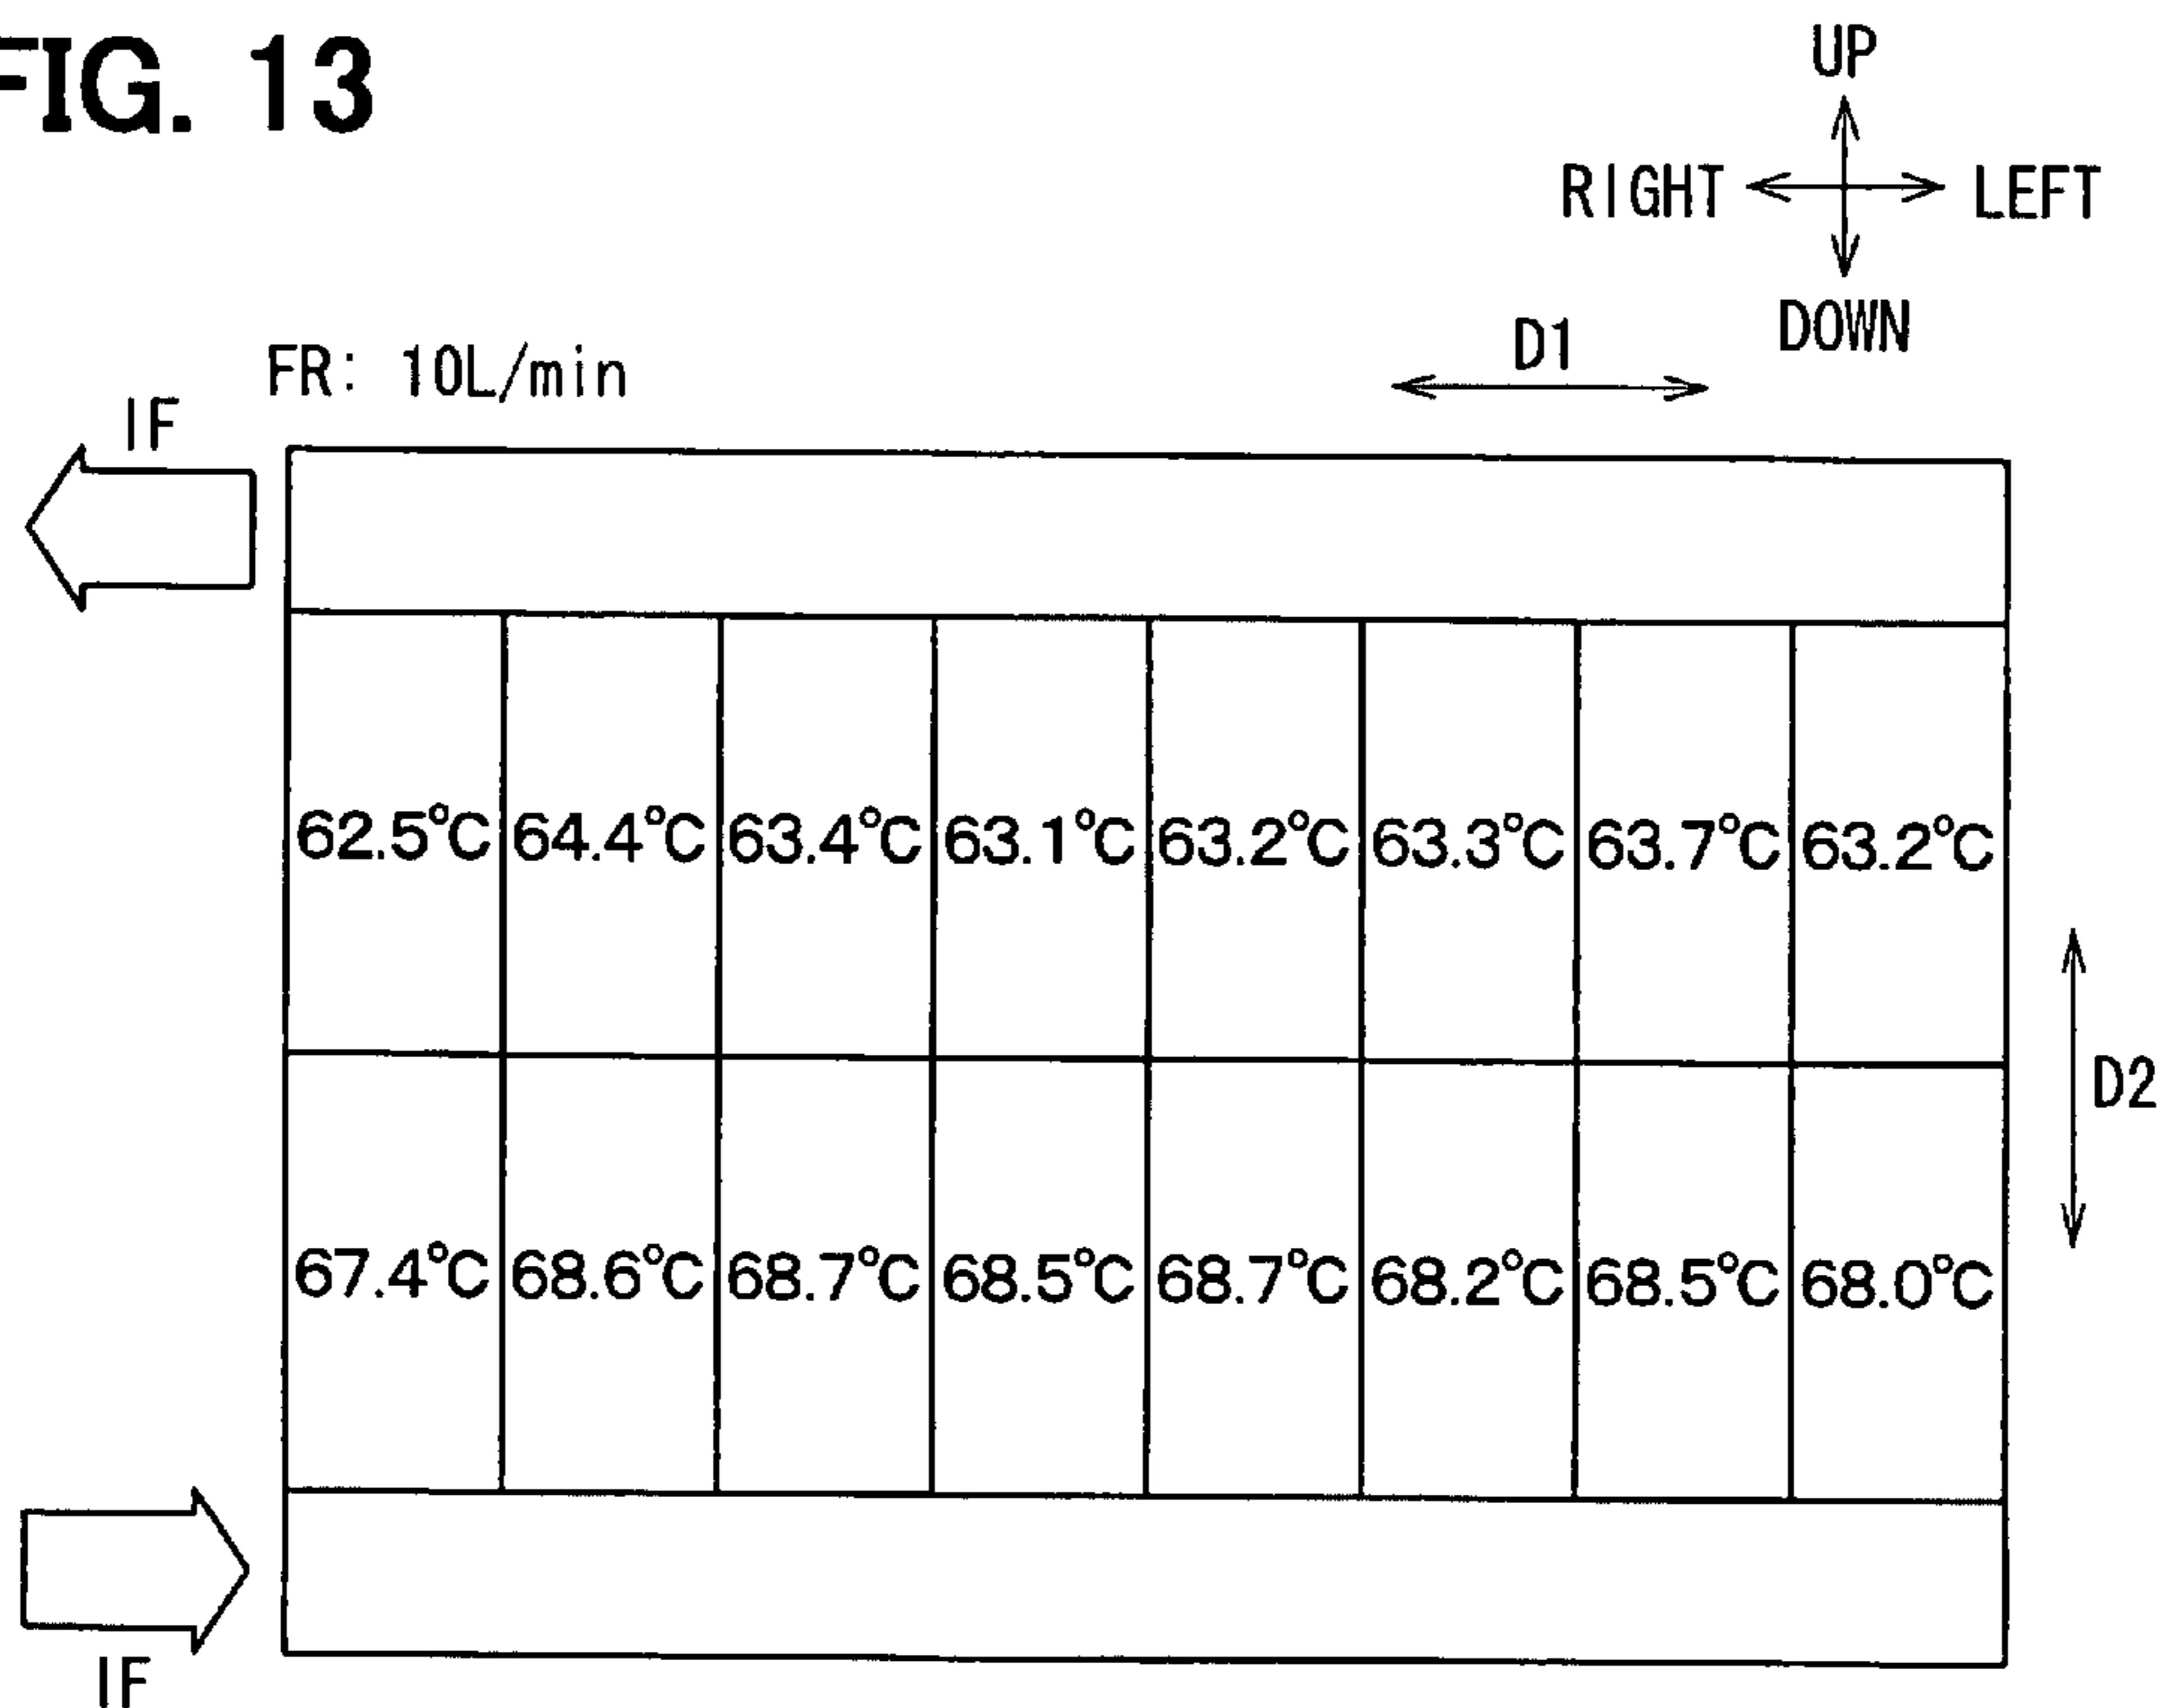 FIG. 13
UP
RIGHT LEFT
DOWN
D1
FR: 10L/min
IF
62.5°C 64.4°C 63.4°C 63.1°C 63.2°C 63.3°C 63.7°C 63.2°C
D2
67.4°C 68.6°C 68.7°C 68.5°C 68.7°C 68.2°C 68.5°C 68.0°C
IF